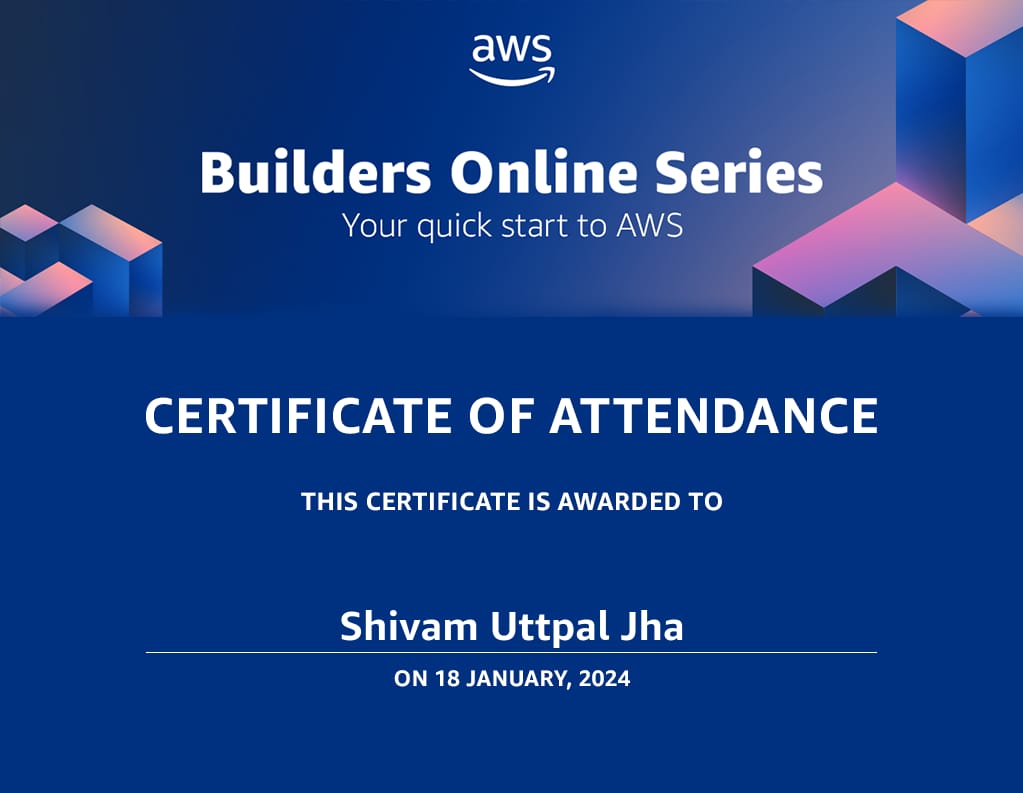 aws
Builders Online Series
Your quick start to AWS
CERTIFICATE OF ATTENDANCE
THIS CERTIFICATE IS AWARDED TO
Shivam Uttpal Jha
ON 18 JANUARY, 2024